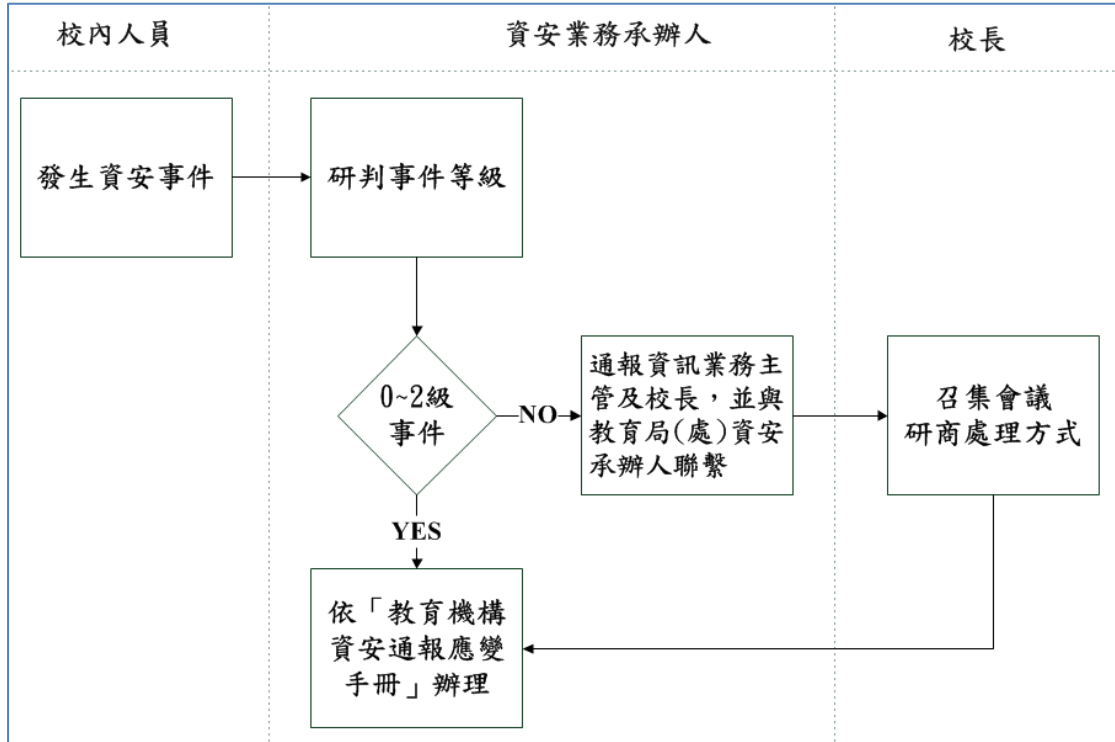 校內人員
資安業務承辦人
校長
發生資安事件
研判事件等級
0~2級
事件
NO
通報資訊業務主
管及校長，並與
教育局(處)資安
承辦人聯繫
召集會議
研商處理方式
YES
依「教育機構
資安通報應變
手冊」辦理